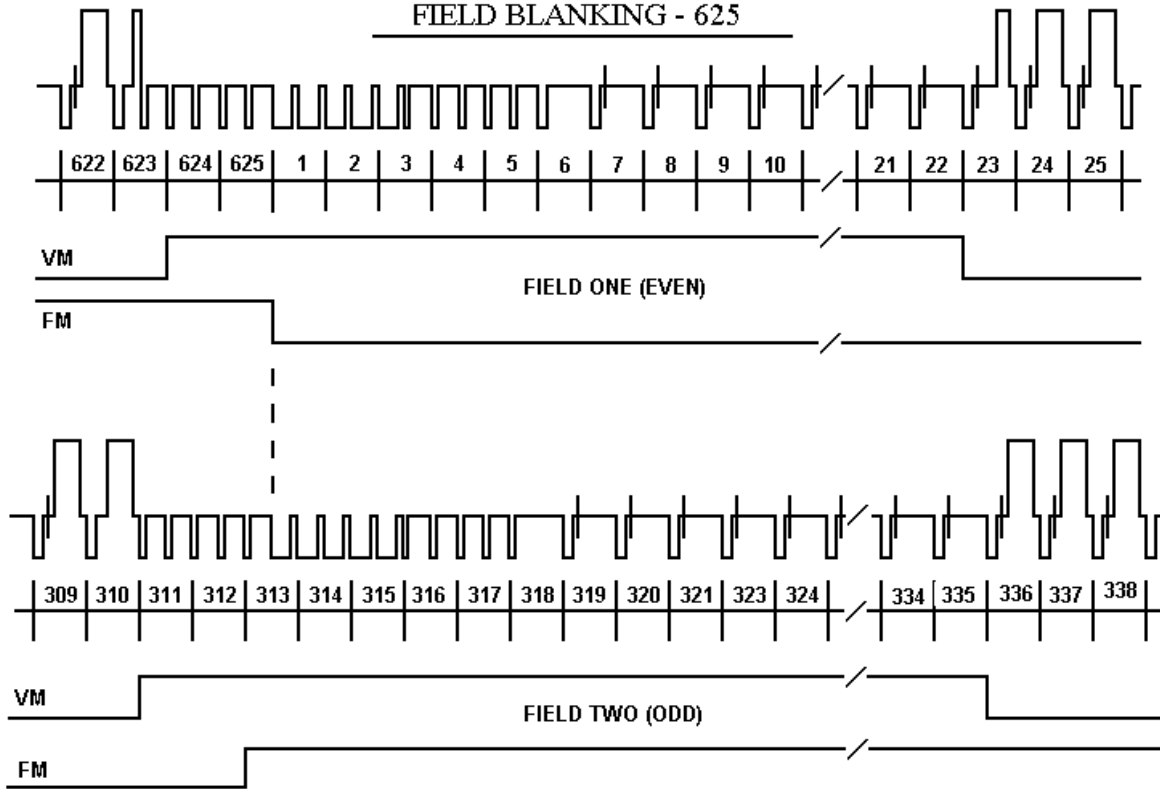 FIELD BLANKING - 625
622 623 624 625 1 2 3 4 5 6 7 8 9 10 21 22 23 24 25
VM
FIELD ONE (EVEN)
FM
309 310 311 312 313 314 315 316 317 318 319 320 321 323 324 334 335 336 337 338
VM
FIELD TWO (ODD)
FM